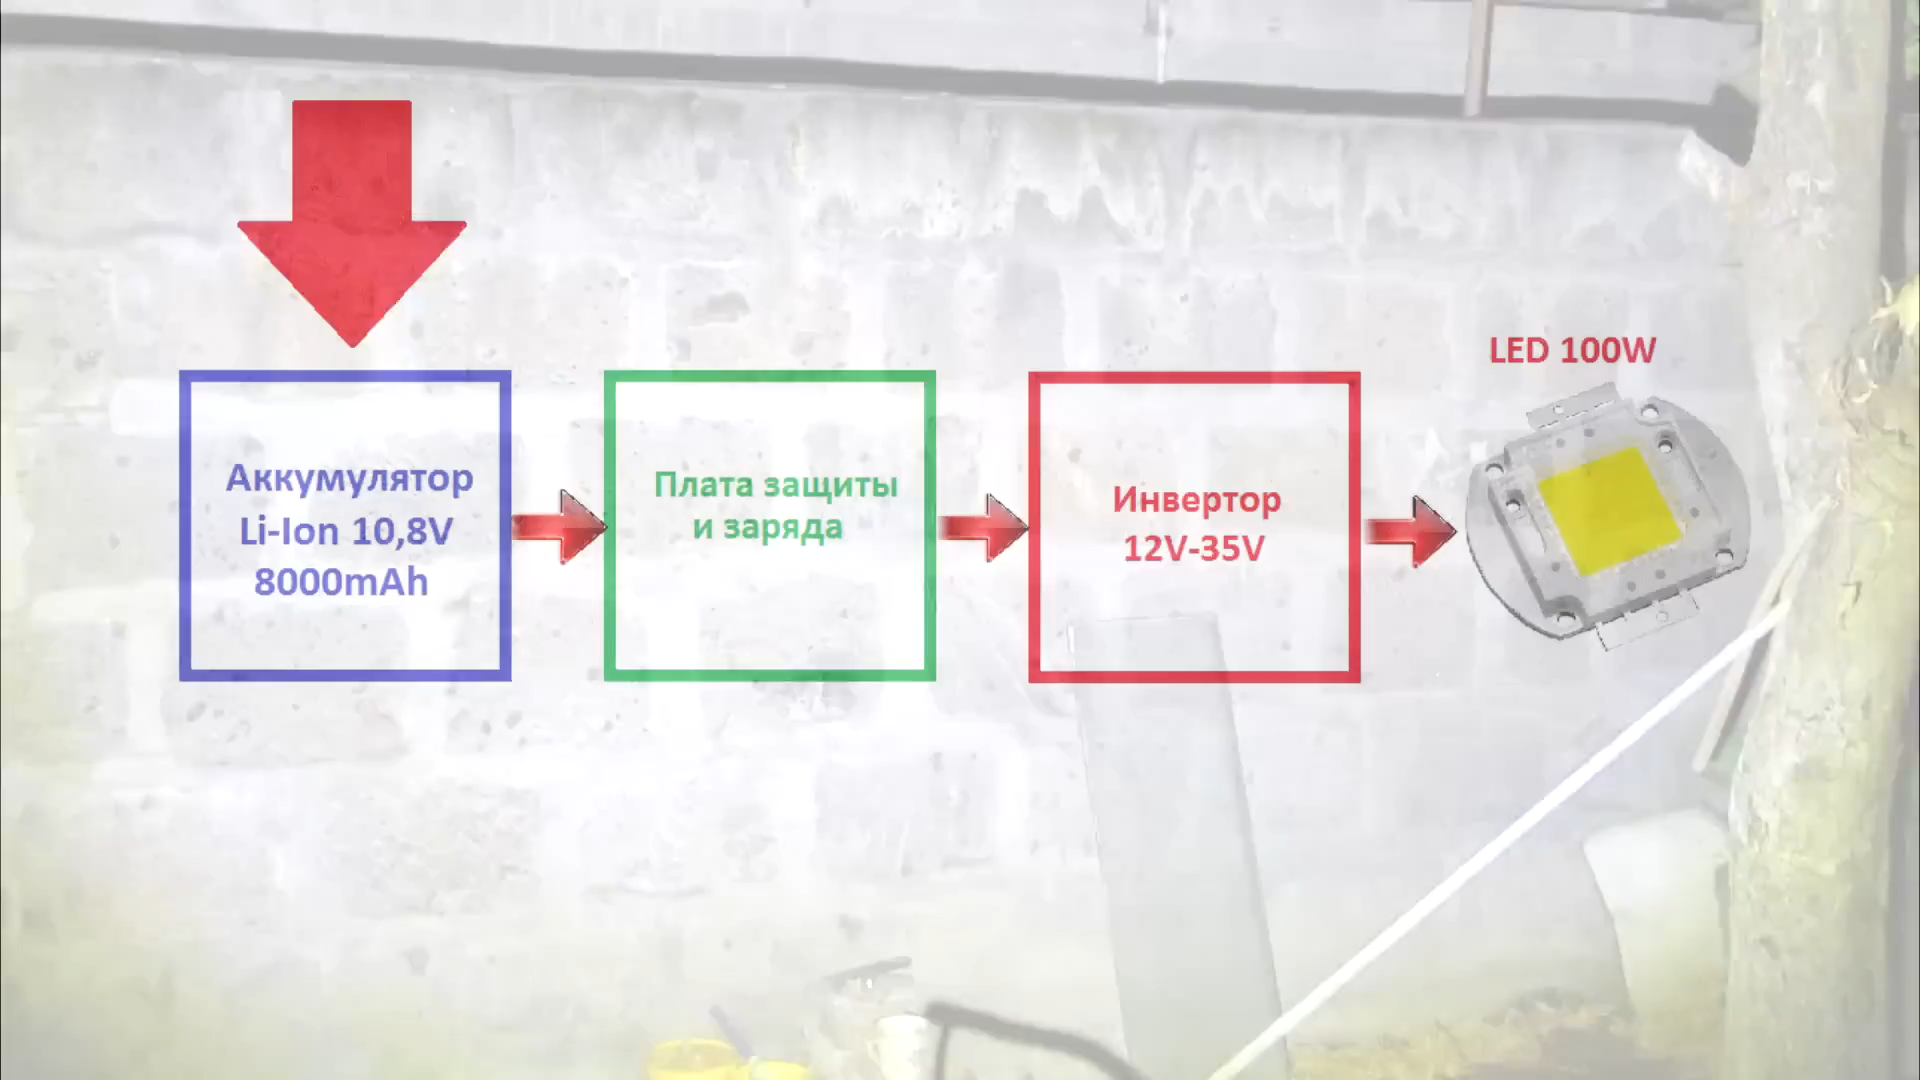 LED 100W
Аккумулятор
Li-Ion 10,8V
8000mAh
Плата защиты
и заряда
Инвертор
12V-35V